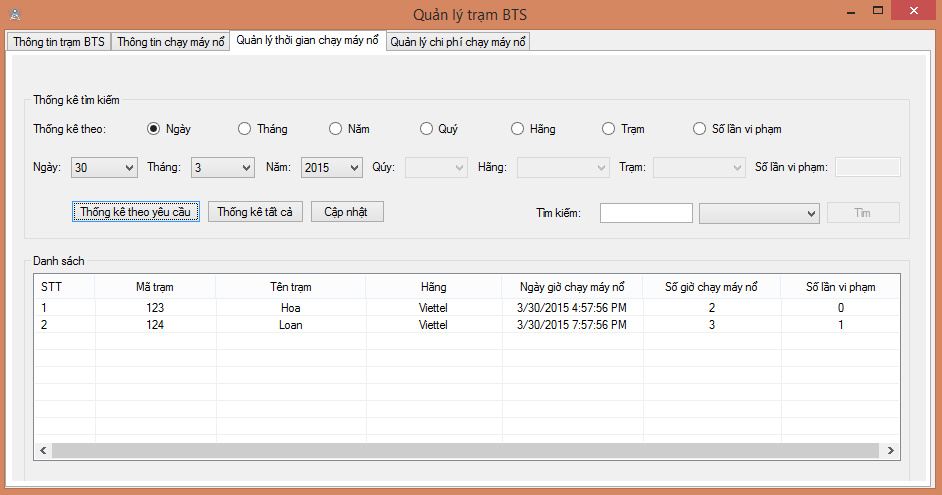 Quản lý trạm BTS
Thông tin trạm BTS Thông tin chạy máy nổ Quản lý thời gian chạy máy nổ Quản lý chi phí chạy máy nổ
Thống kê tìm kiếm
Thống kê theo: Ngày Tháng Năm Quý Hãng Trạm Số lần vi phạm
Ngày: 30 Tháng: 3 Năm: 2015 Qúy: Hãng: Trạm: Số lần vi phạm:
Thống kê theo yêu cầu Thống kê tất cả Cập nhật Tìm kiếm: Tìm
Danh sách
STT Mã trạm Tên trạm Hãng Ngày giờ chạy máy nổ Số giờ chạy máy nổ Số lần vi phạm
1 123 Hoa Viettel 3/30/2015 4:57:56 PM 2 0
2 124 Loan Viettel 3/30/2015 7:57:56 PM 3 1